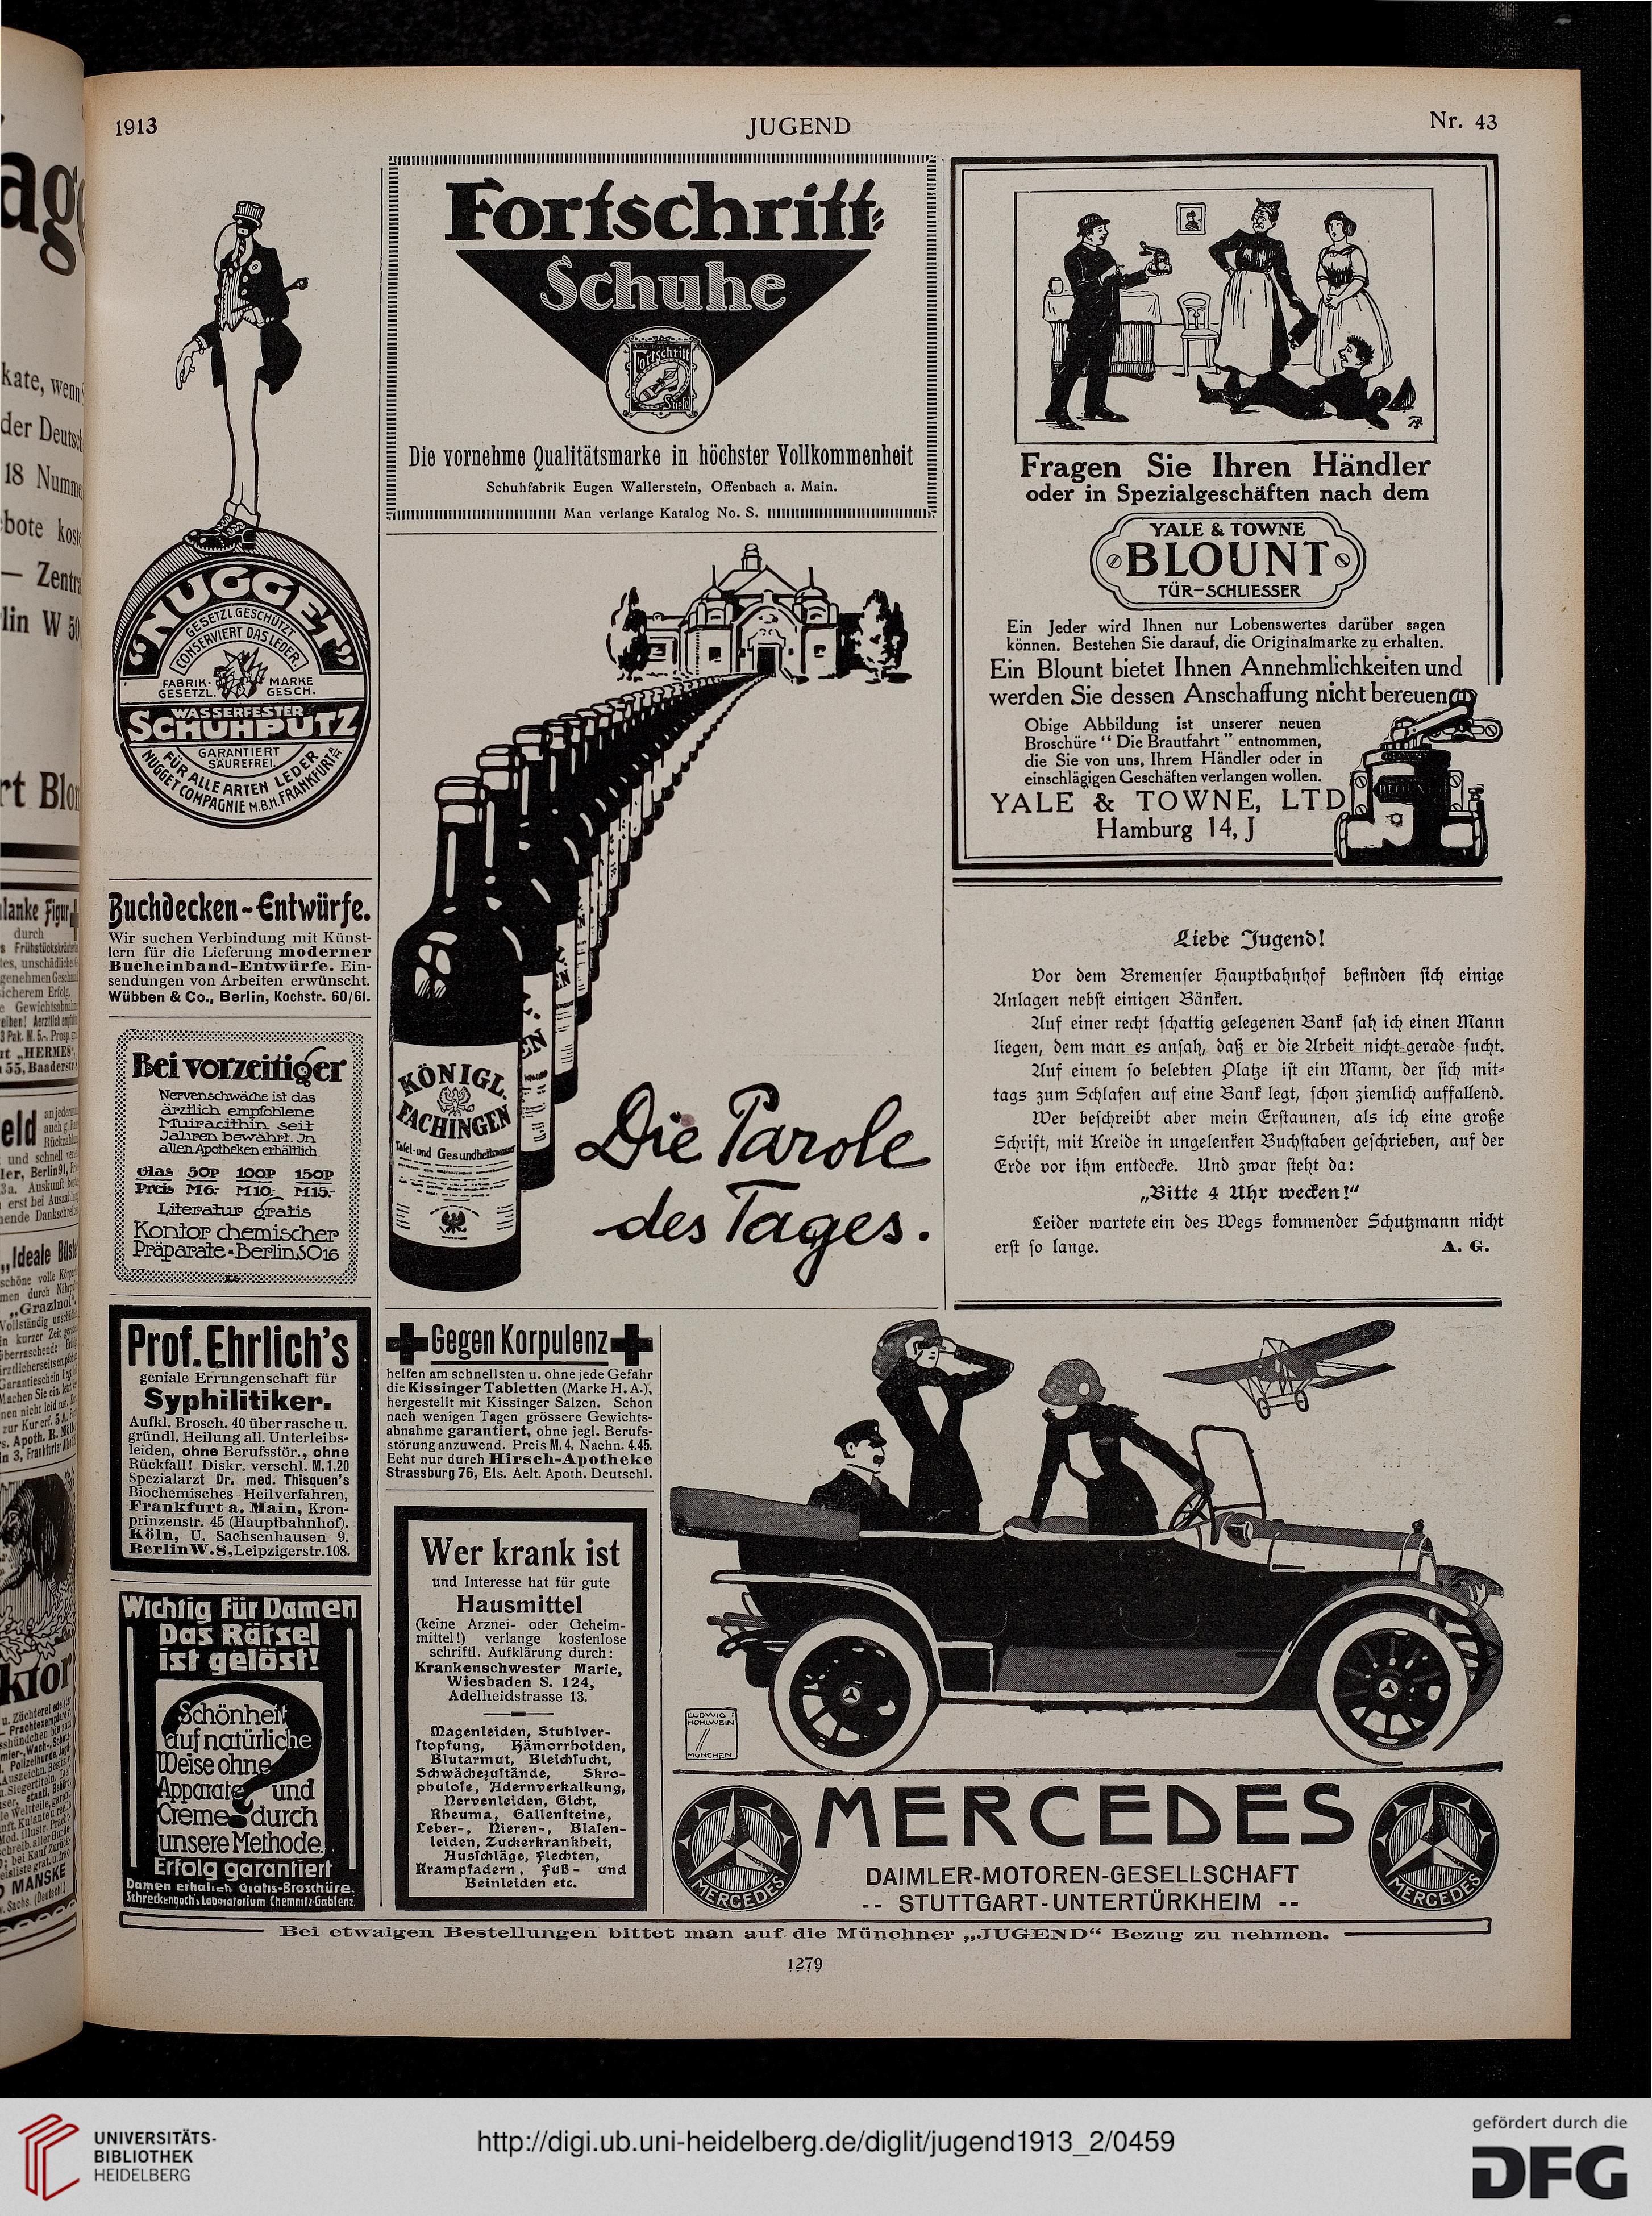 1913
JUGEND
Nr. 43
"NUGGET"
GESETZL.GESCHÜTZT
CONSERVIERT DAS LEDER.
FABRIK- MARKE
GESETZL. GESCH.
WASSERFESTER
SCHUHPUTZ
GARANTIERT
SÄUREFREI.
FÜR ALLE ARTEN LEDER
NUGGET COMPAGNIE M.B.H. FRANKFURT A/M
Buchdecken-Entwürfe.
Wir suchen Verbindung mit Künst-
lern für die Lieferung moderner
Bucheinband-Entwürfe. Ein-
sendungen von Arbeiten erwünscht.
Wübben & Co., Berlin, Kochstr. 60/61.
Bei vorzeitiger
Nervenschwäche ist das
ärztlich empfohlene
Muiracithin seit
Jahren bewährt. In
allen Apotheken erhältlich
Glas 50P 100P 150P
Preis M6.- M10.- M15.-
Literatur gratis
Kontor chemischer
Präparate-Berlin SO16
Prof. Ehrlich's
geniale Errungenschaft für
Syphilitiker.
Aufkl. Brosch. 40 über rasche u.
gründl. Heilung all. Unterleibs-
leiden, ohne Berufsstör., ohne
Rückfall! Diskr. verschl. M. 1.20
Spezialarzt Dr. med. Thisquen's
Biochemisches Heilverfahren,
Frankfurt a. Main, Kron-
prinzenstr. 45 (Hauptbahnhof).
Köln, U. Sachsenhausen 9.
Berlin W. 8, Leipzigerstr. 108.
Wichtig für Damen
Das Rätsel
ist gelöst!
Schönheit
auf natürliche
Weise ohne
Apparate und
Creme durch
unsere Methode.
Erfolg garantiert
Damen erhalten Gratis-Broschüre.
Schreckenbach's Laboratorium Chemnitz-Gablenz.
Fortschritt-
Schuhe
Fortschritt
Stiefel
Die vornehme Qualitätsmarke in höchster Vollkommenheit
Schuhfabrik Eugen Wallerstein, Offenbach a. Main.
Man verlange Katalog No. S.
KÖNIGL.
FACHINGEN
Tafel- und Gesundheitswasser
Die Parole
des Tages.
Gegen Korpulenz
helfen am schnellsten u. ohne jede Gefahr
die Kissinger Tabletten (Marke H. A.),
hergestellt mit Kissinger Salzen. Schon
nach wenigen Tagen grössere Gewichts-
abnahme garantiert, ohne jegl. Berufs-
störung anzuwend. Preis M. 4, Nachn. 4.45.
Echt nur durch Hirsch-Apotheke
Strassburg 76, Els. Aelt. Apoth. Deutschl.
Wer krank ist
und Interesse hat für gute
Hausmittel
(keine Arznei- oder Geheim-
mittel!) verlange kostenlose
schriftl. Aufklärung durch:
Krankenschwester Marie,
Wiesbaden S. 124,
Adelheidstrasse 13.
Magenleiden, Stuhlver-
stopfung, Hämorrhoiden,
Blutarmut, Bleichsucht,
Schwächezustände, Skro-
phulose, Adernverkalkung,
Nervenleiden, Gicht,
Rheuma, Gallensteine,
Leber-, Nieren-, Blasen-
leiden, Zuckerkrankheit,
Ausschläge, Flechten,
Krampfadern, Fuß- und
Beinleiden etc.
Fragen Sie Ihren Händler
oder in Spezialgeschäften nach dem
YALE & TOWNE
BLOUNT
TÜR-SCHLIESSER
Ein Jeder wird Ihnen nur Lobenswertes darüber sagen
können. Bestehen Sie darauf, die Originalmarke zu erhalten.
Ein Blount bietet Ihnen Annehmlichkeiten und
werden Sie dessen Anschaffung nicht bereuen
Obige Abbildung ist unserer neuen
Broschüre "Die Brautfahrt" entnommen,
die Sie von uns, Ihrem Händler oder in
einschlägigen Geschäften verlangen wollen.
YALE & TOWNE, LTD
Hamburg 14, J
BLOUNT
Liebe Jugend!
Vor dem Bremenser Hauptbahnhof befinden sich einige
Anlagen nebst einigen Bänken.
Auf einer recht schattig gelegenen Bank sah ich einen Mann
liegen, dem man es ansah, daß er die Arbeit nicht gerade sucht.
Auf einem so belebten Platze ist ein Mann, der sich mit-
tags zum Schlafen auf eine Bank legt, schon ziemlich auffallend.
Wer beschreibt aber mein Erstaunen, als ich eine große
Schrift, mit Kreide in ungelenken Buchstaben geschrieben, auf der
Erde vor ihm entdecke. Und zwar steht da:
„Bitte 4 Uhr wecken!“
Leider wartete ein des Wegs kommender Schutzmann nicht
erst so lange. A. G.
LUDWIG
HOHLWEIN
MÜNCHEN
MERCEDES
MERCEDES
MERCEDES
DAIMLER-MOTOREN-GESELLSCHAFT
-- STUTTGART-UNTERTÜRKHEIM --
Bei etwaigen Bestellungen bittet man auf die Münchner „JUGEND“ Bezug zu nehmen.
1279
UNIVERSITÄTS-
BIBLIOTHEK
HEIDELBERG
http://digi.ub.uni-heidelberg.de/diglit/jugend1913_2/0459
gefördert durch die
DFG